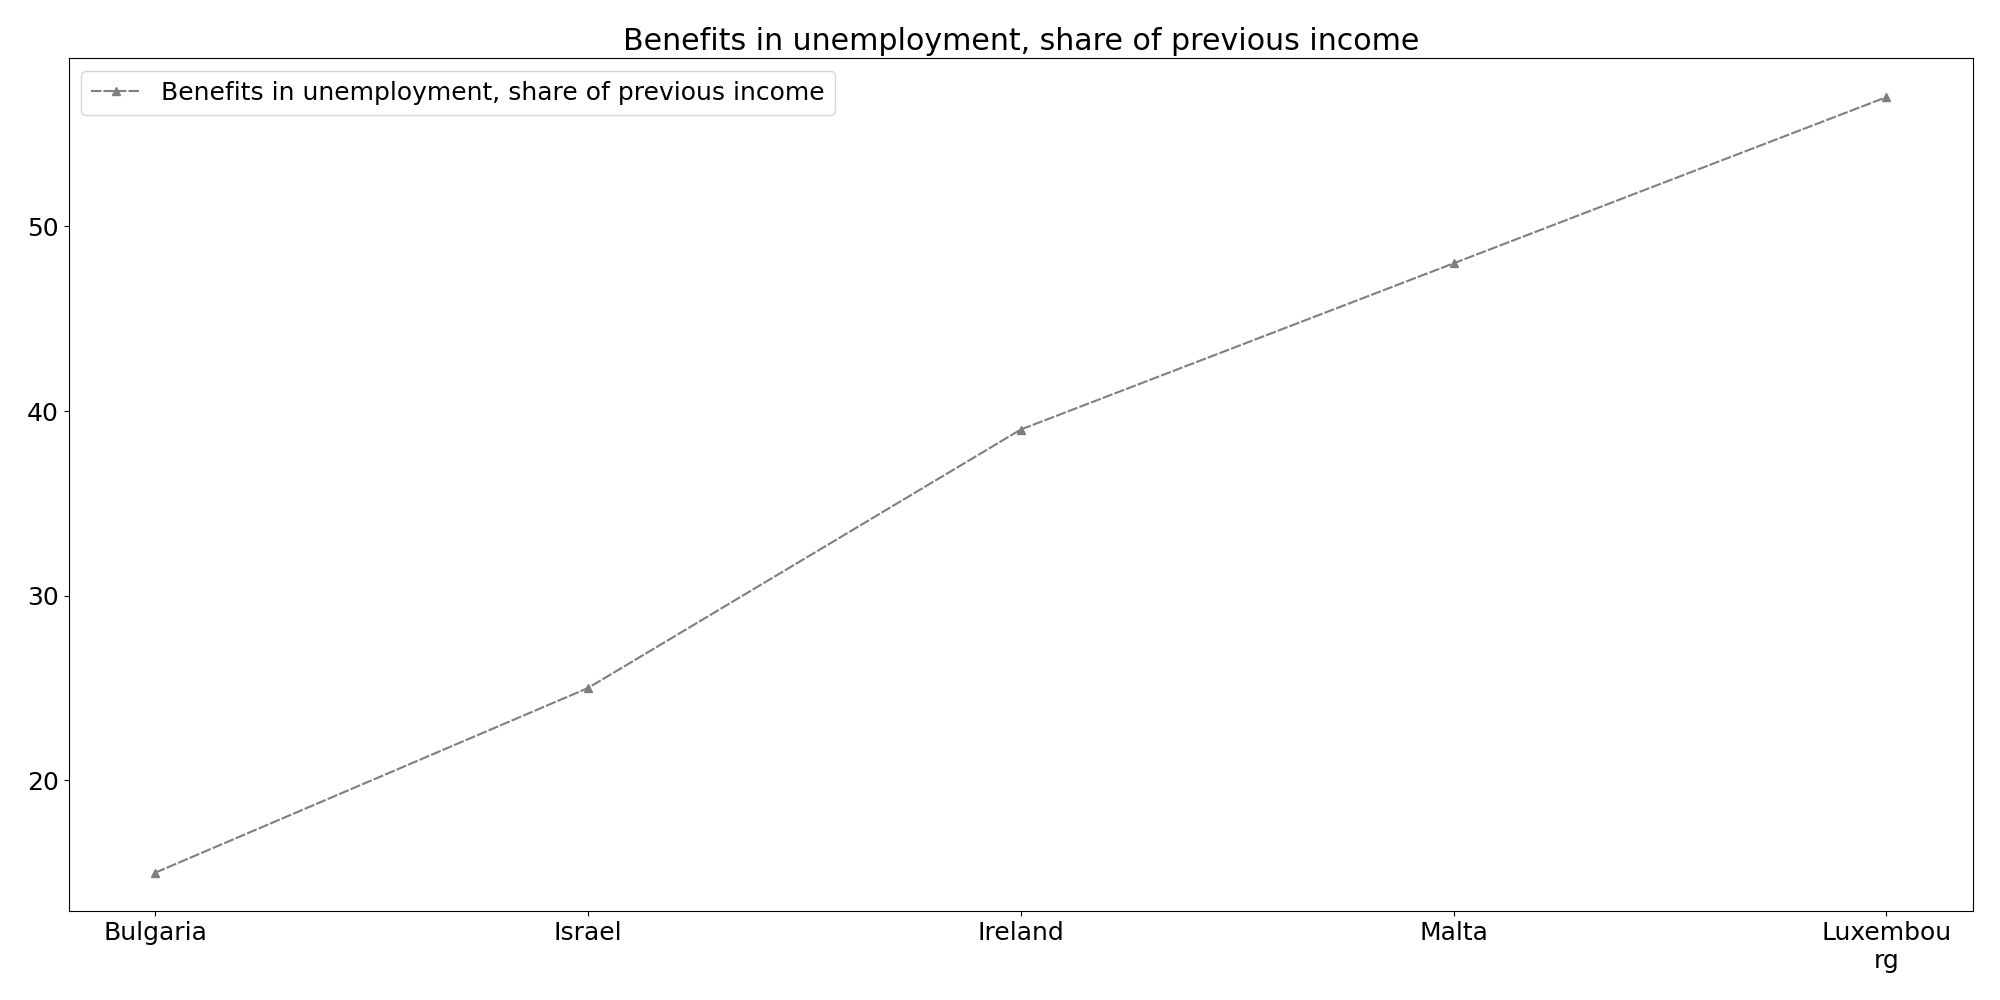 Benefits in unemployment, share of previous income
Benefits in unemployment, share of previous income
50
40
30
20
Bulgaria Israel Ireland Malta Luxembou
rg